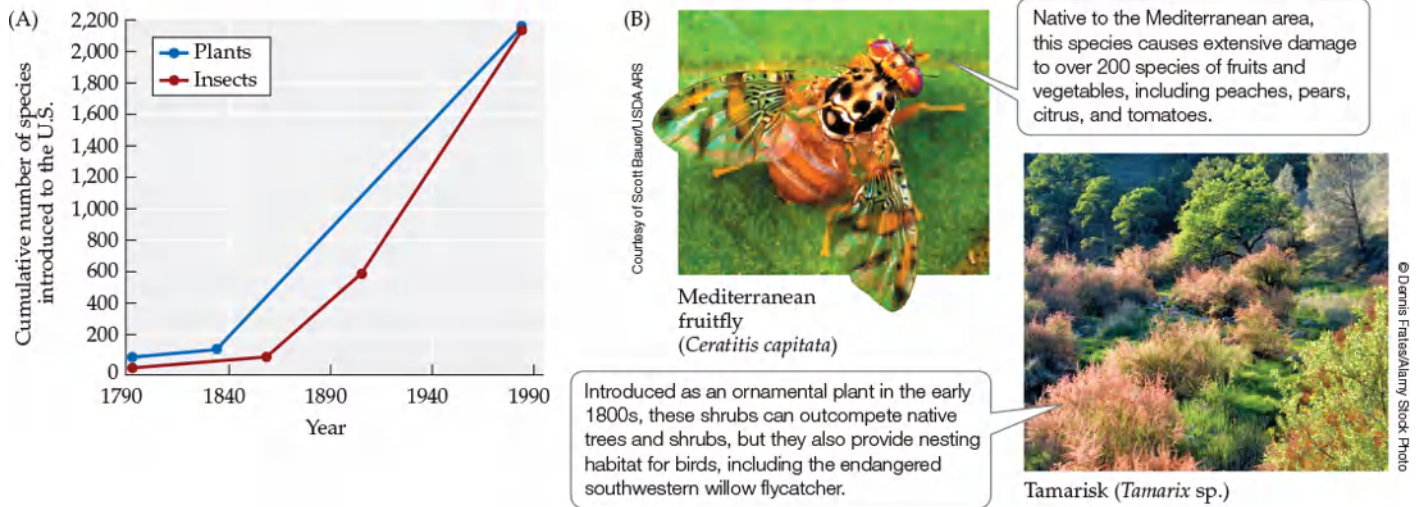 (A)
2,200
2,000
1,800
1,600
1,400
1,200
1,000
800
600
400
200
0
Cumulative number of species
introduced to the U.S.
Plants
Insects
1790
1840
1890
1940
1990
Year
(B)
Courtesy of Scott Bauer/USDA ARS
Mediterranean
fruitfly
(Ceratitis capitata)
Native to the Mediterranean area,
this species causes extensive damage
to over 200 species of fruits and
vegetables, including peaches, pears,
citrus, and tomatoes.
Introduced as an ornamental plant in the early
1800s, these shrubs can outcompete native
trees and shrubs, but they also provide nesting
habitat for birds, including the endangered
southwestern willow flycatcher.
© Dennis Frates/Alamy Stock Photo
Tamarisk (Tamarix sp.)